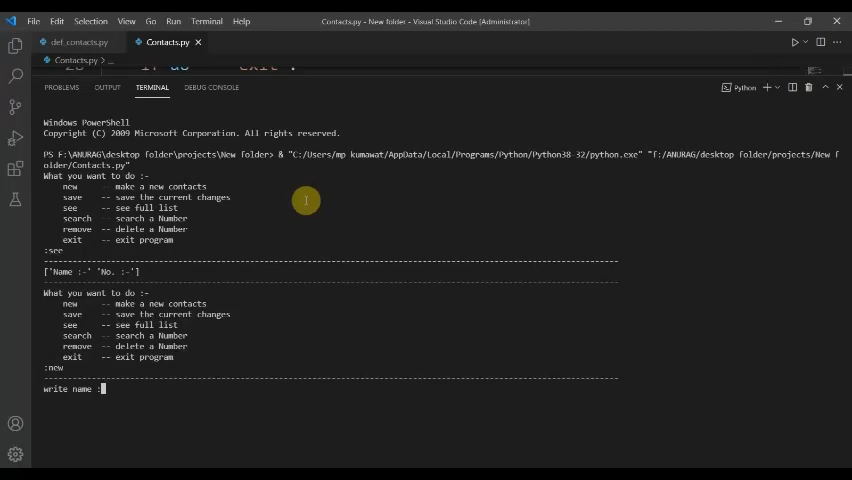 File Edit Selection View Go Run Terminal Help Contacts.py - New folder - Visual Studio Code [Administrator]
def_contacts.py Contacts.py
Contacts.py > ...
PROBLEMS OUTPUT TERMINAL DEBUG CONSOLE Python
Windows PowerShell
Copyright (C) 2009 Microsoft Corporation. All rights reserved.
PS F:\ANURAG\desktop folder\projects\New folder> & "C:/Users/mp kumawat/AppData/Local/Programs/Python/Python38-32/python.exe" "f:/ANURAG/desktop folder/projects/New f
older/Contacts.py"
What you want to do :-
new -- make a new contacts
save -- save the current changes
see -- see full list
search -- search a Number
remove -- delete a Number
exit -- exit program
:see
--------------------------------------------------------------------------------------------------------------
['Name :-' 'No. :-']
--------------------------------------------------------------------------------------------------------------
What you want to do :-
new -- make a new contacts
save -- save the current changes
see -- see full list
search -- search a Number
remove -- delete a Number
exit -- exit program
:new
--------------------------------------------------------------------------------------------------------------
write name :